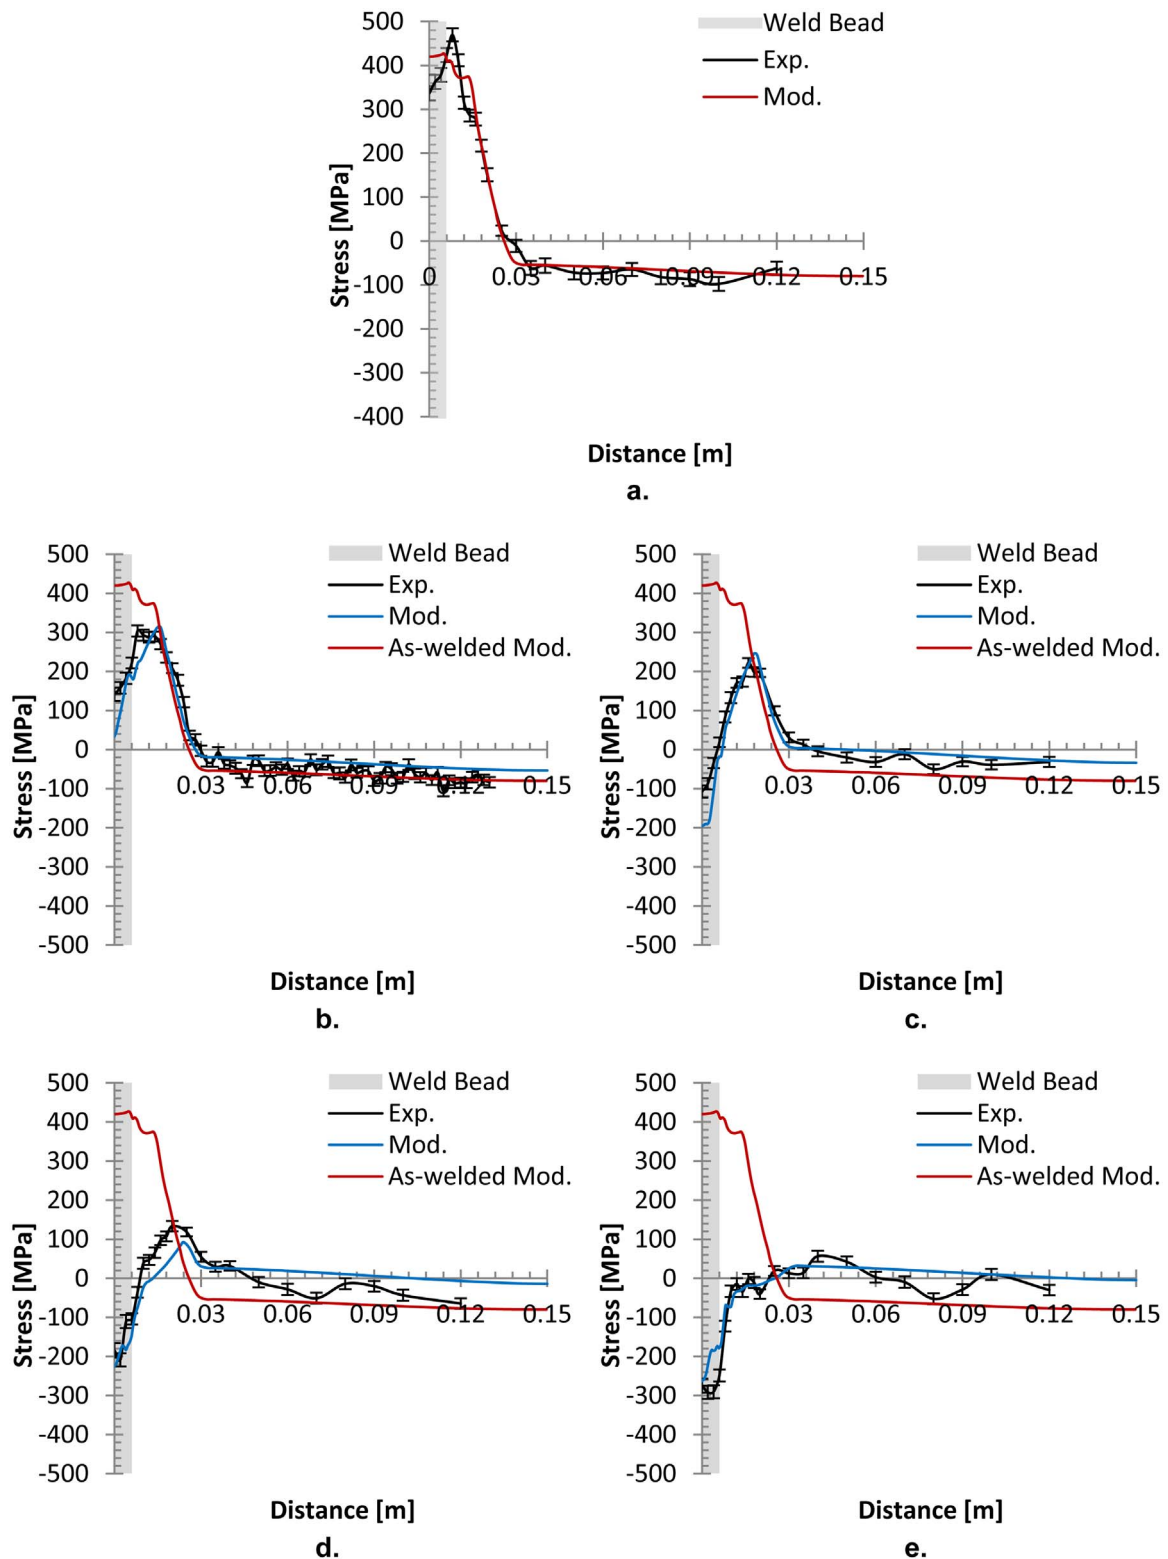 500
400
300
200
100
0
-100
-200
-300
-400
Stress [MPa]
0
0.03
0.06
0.09
0.12
0.15
Weld Bead
Exp.
Mod.
Distance [m]
a.
500
400
300
200
100
0
-100
-200
-300
-400
-500
Stress [MPa]
0.03
0.06
0.09
0.12
0.15
Weld Bead
Exp.
Mod.
As-welded Mod.
Distance [m]
b.
500
400
300
200
100
0
-100
-200
-300
-400
-500
Stress [MPa]
0.03
0.06
0.09
0.12
0.15
Weld Bead
Exp.
Mod.
As-welded Mod.
Distance [m]
c.
500
400
300
200
100
0
-100
-200
-300
-400
-500
Stress [MPa]
0.03
0.06
0.09
0.12
0.15
Weld Bead
Exp.
Mod.
As-welded Mod.
Distance [m]
d.
500
400
300
200
100
0
-100
-200
-300
-400
-500
Stress [MPa]
0.03
0.06
0.09
0.12
0.15
Weld Bead
Exp.
Mod.
As-welded Mod.
Distance [m]
e.